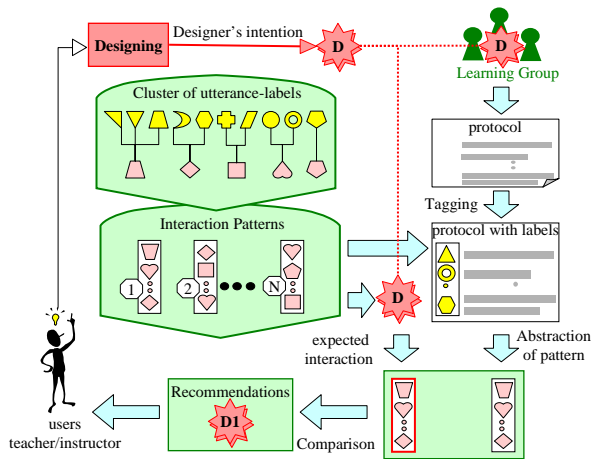 Designing
Designer's intention
D
D
Learning Group
Cluster of utterance-labels
protocol
Tagging
Interaction Patterns
1
2
N
protocol with labels
D
expected
interaction
Abstraction
of pattern
Recommendations
D1
Comparison
users
teacher/instructor